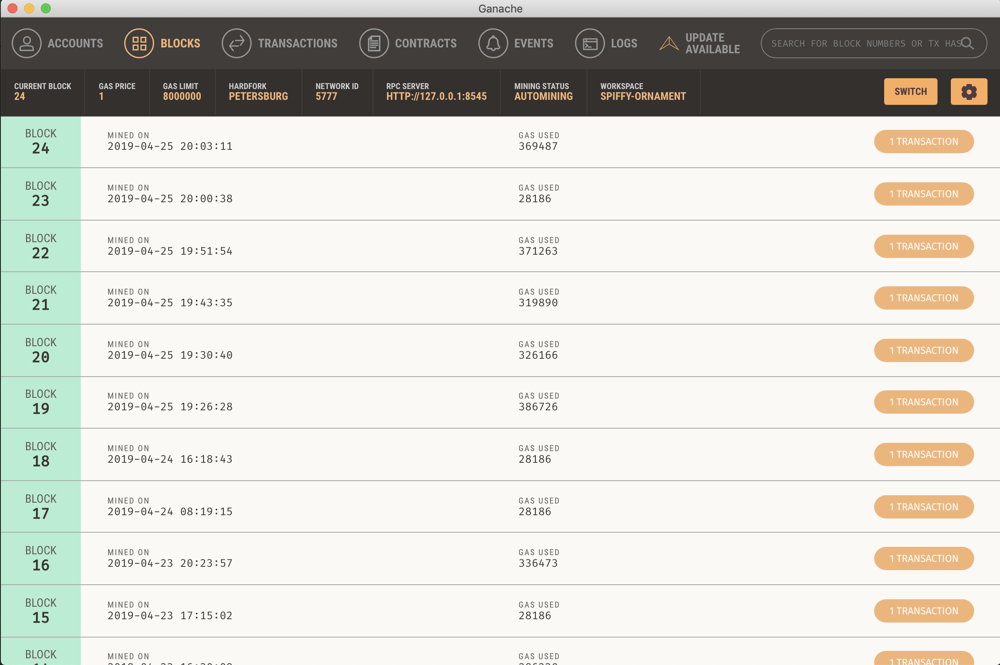 Ganache
ACCOUNTS BLOCKS TRANSACTIONS CONTRACTS EVENTS LOGS UPDATE AVAILABLE SEARCH FOR BLOCK NUMBERS OR TX HAS
CURRENT BLOCK GAS PRICE GAS LIMIT HARDFORK NETWORK ID RPC SERVER MINING STATUS WORKSPACE
24 1 8000000 PETERSBURG 5777 HTTP://127.0.0.1:8545 AUTOMINING SPIFFY-ORNAMENT SWITCH
BLOCK MINED ON GAS USED
24 2019-04-25 20:03:11 369487 1 TRANSACTION
BLOCK MINED ON GAS USED
23 2019-04-25 20:00:38 28186 1 TRANSACTION
BLOCK MINED ON GAS USED
22 2019-04-25 19:51:54 371263 1 TRANSACTION
BLOCK MINED ON GAS USED
21 2019-04-25 19:43:35 319890 1 TRANSACTION
BLOCK MINED ON GAS USED
20 2019-04-25 19:30:40 326166 1 TRANSACTION
BLOCK MINED ON GAS USED
19 2019-04-25 19:26:28 386726 1 TRANSACTION
BLOCK MINED ON GAS USED
18 2019-04-24 16:18:43 28186 1 TRANSACTION
BLOCK MINED ON GAS USED
17 2019-04-24 08:19:15 28186 1 TRANSACTION
BLOCK MINED ON GAS USED
16 2019-04-23 20:23:57 336473 1 TRANSACTION
BLOCK MINED ON GAS USED
15 2019-04-23 17:15:02 28186 1 TRANSACTION
BLOCK MINED ON GAS USED
1 TRANSACTION